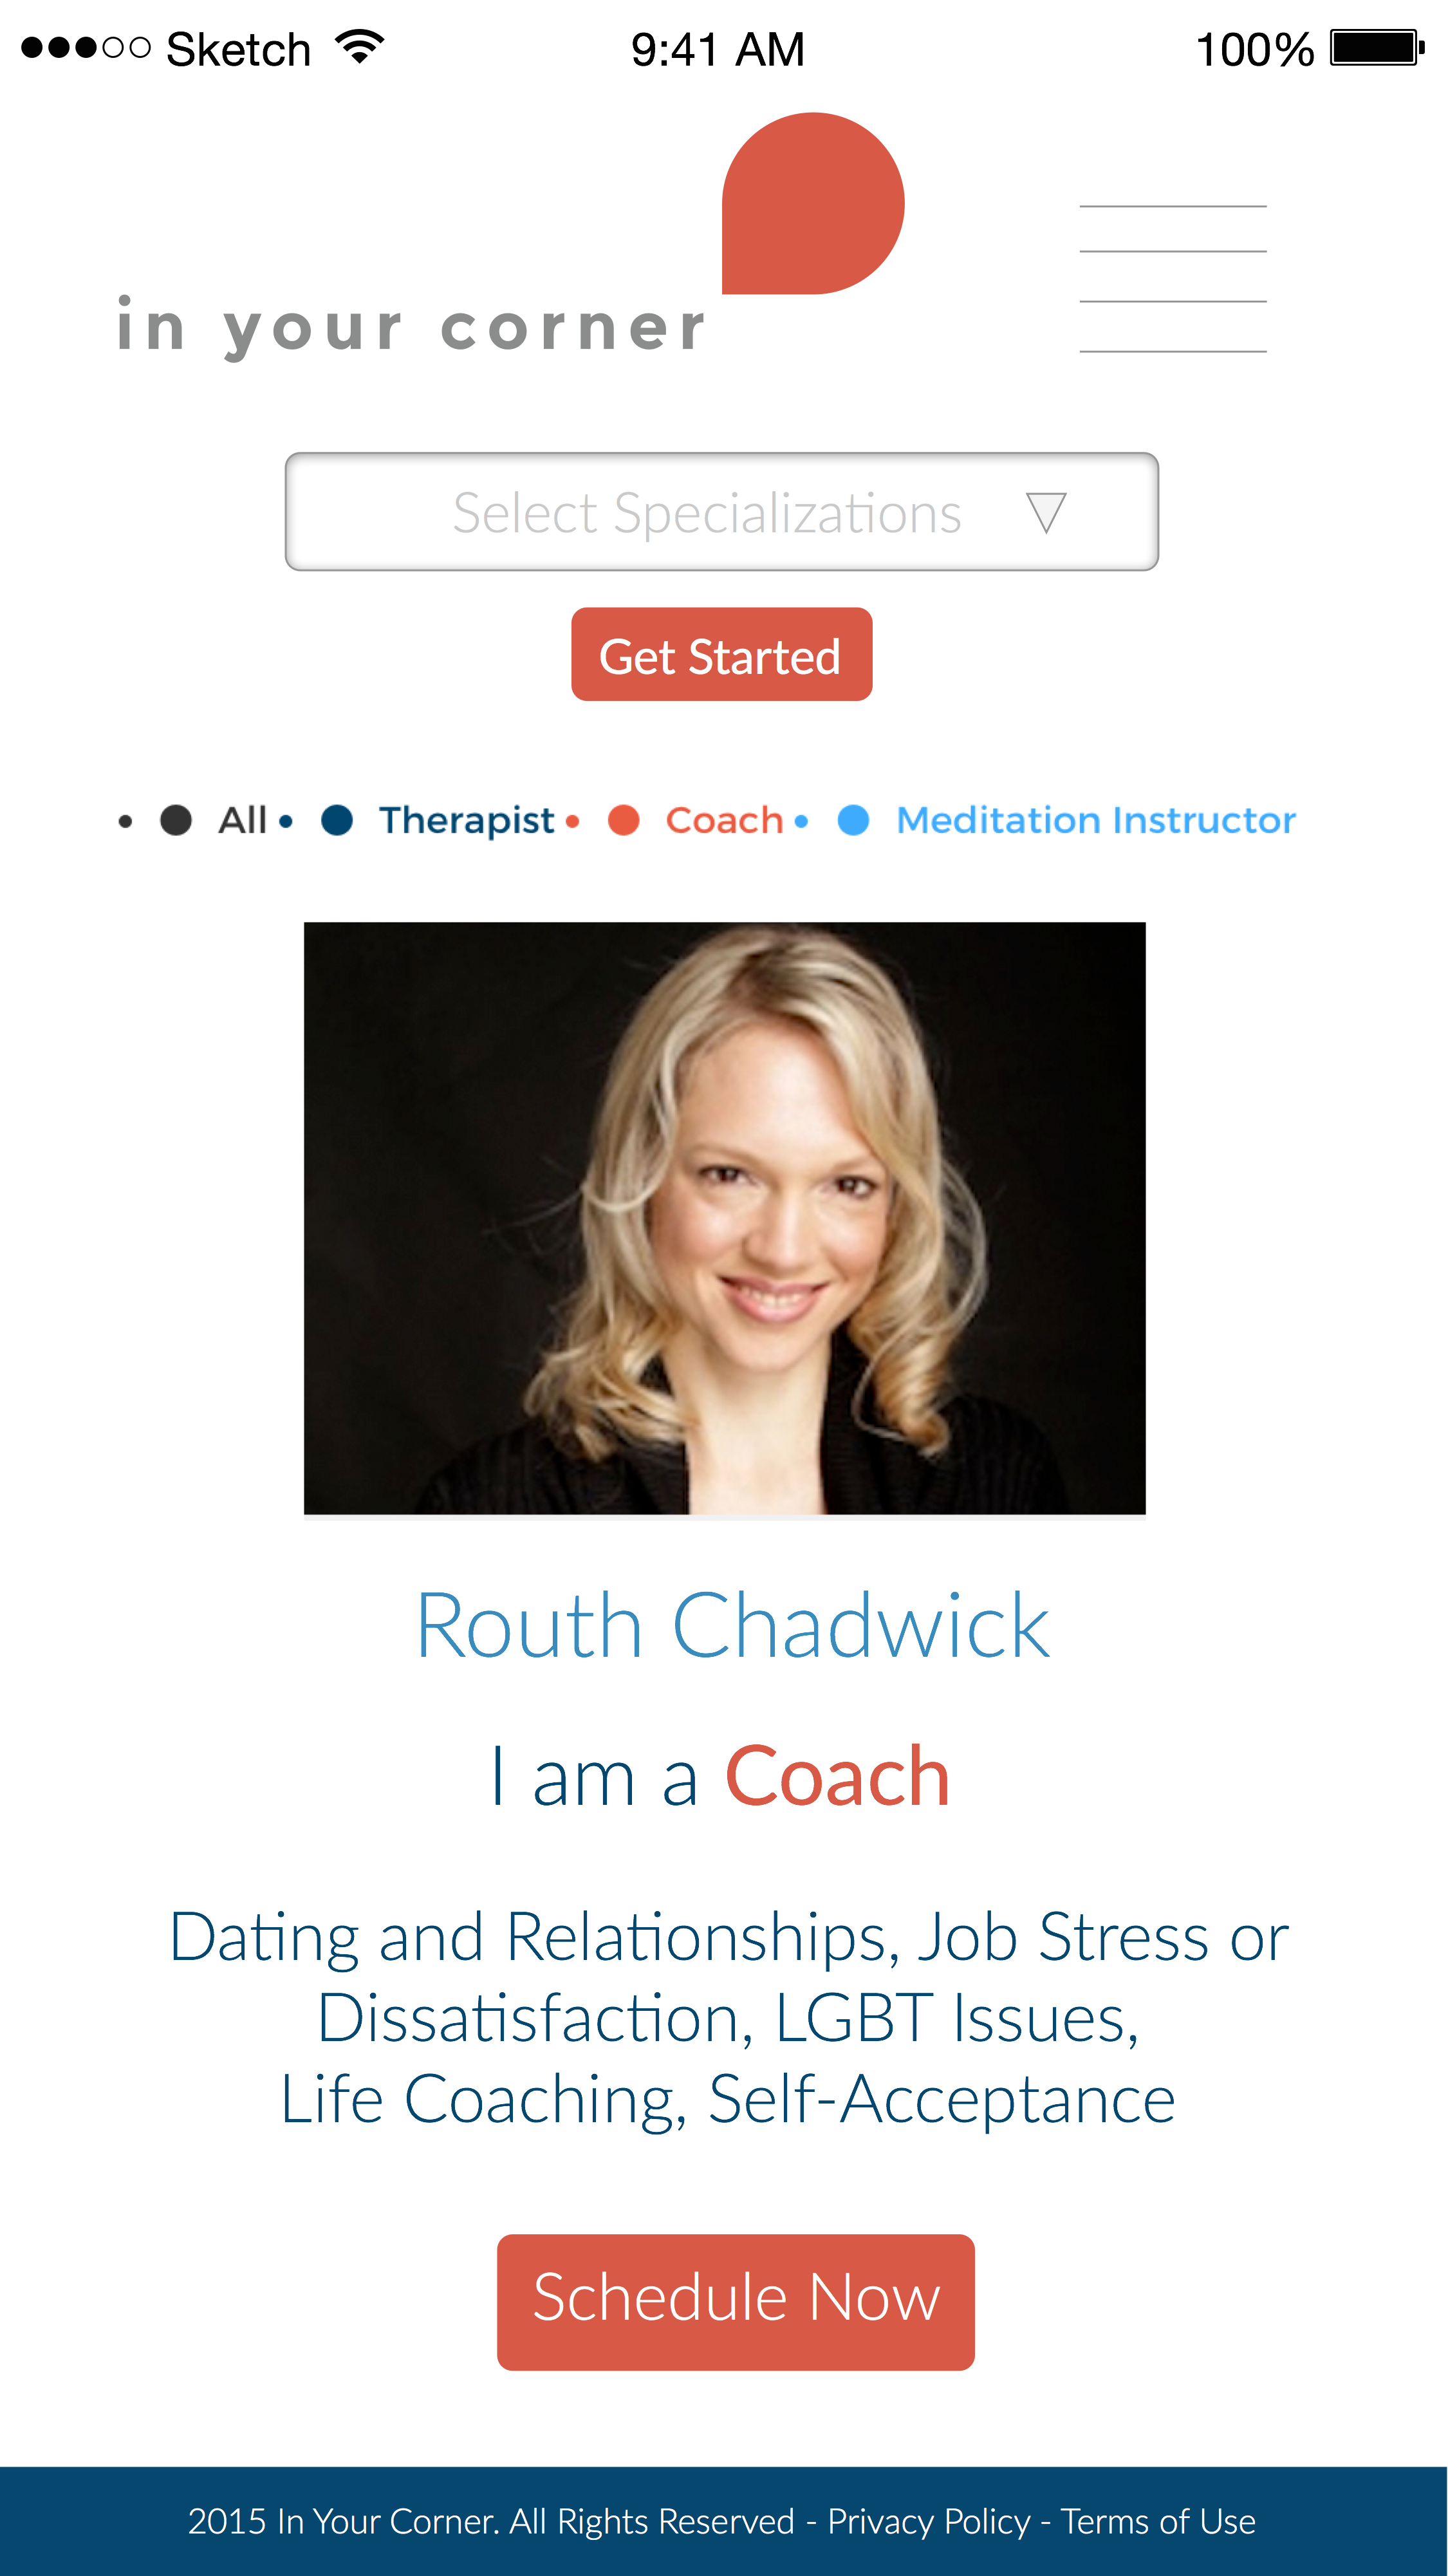 Sketch 9:41 AM 100%
in your corner
Select Specializations
Get Started
All Therapist Coach Meditation Instructor
Routh Chadwick
I am a Coach
Dating and Relationships, Job Stress or
Dissatisfaction, LGBT Issues,
Life Coaching, Self-Acceptance
Schedule Now
2015 In Your Corner. All Rights Reserved - Privacy Policy - Terms of Use